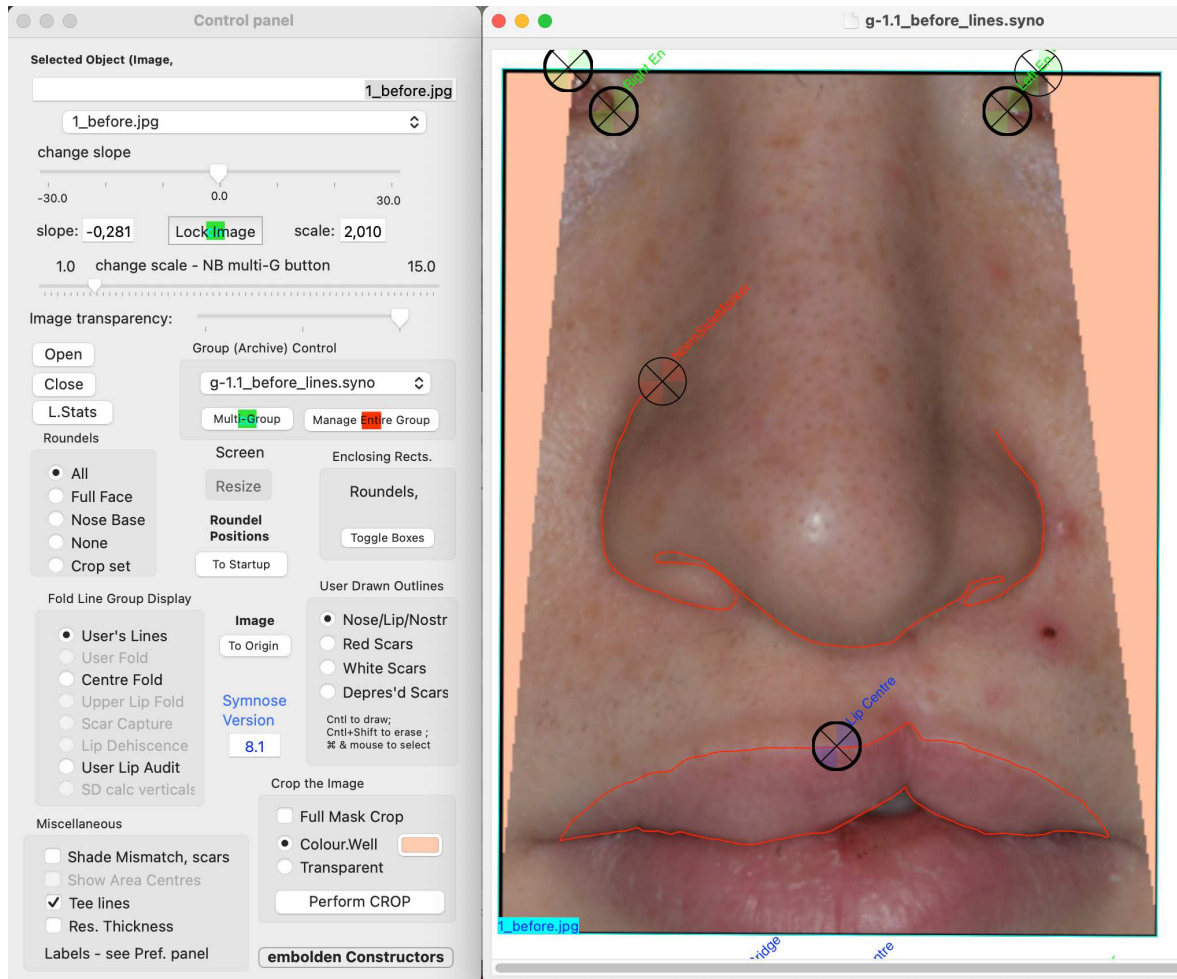 Control panel
Selected Object (Image,
1_before.jpg
1_before.jpg
change slope
-30.0 0.0 30.0
slope: -0,281 Lock Image scale: 2,010
1.0 change scale - NB multi-G button 15.0
Image transparency:
Open
Close
L.Stats
Group (Archive) Control
g-1.1_before_lines.syno
Multi-Group Manage Entire Group
Roundels
All
Full Face
Nose Base
None
Crop set
Screen
Resize
Roundel
Positions
To Startup
Enclosing Rects.
Roundels,
Toggle Boxes
Fold Line Group Display
User's Lines
User Fold
Centre Fold
Upper Lip Fold
Scar Capture
Lip Dehiscence
User Lip Audit
SD calc verticals
Image
To Origin
Symnose
Version
8.1
User Drawn Outlines
Nose/Lip/Nostr
Red Scars
White Scars
Depres'd Scars
Cntl to draw;
Cntl+Shift to erase ;
⌘ & mouse to select
Miscellaneous
Shade Mismatch, scars
Show Area Centres
Tee lines
Res. Thickness
Labels - see Pref. panel
Crop the Image
Full Mask Crop
Colour.Well
Transparent
Perform CROP
embolden Constructors
g-1.1_before_lines.syno
Right En
Left En
Lip Centre
1_before.jpg